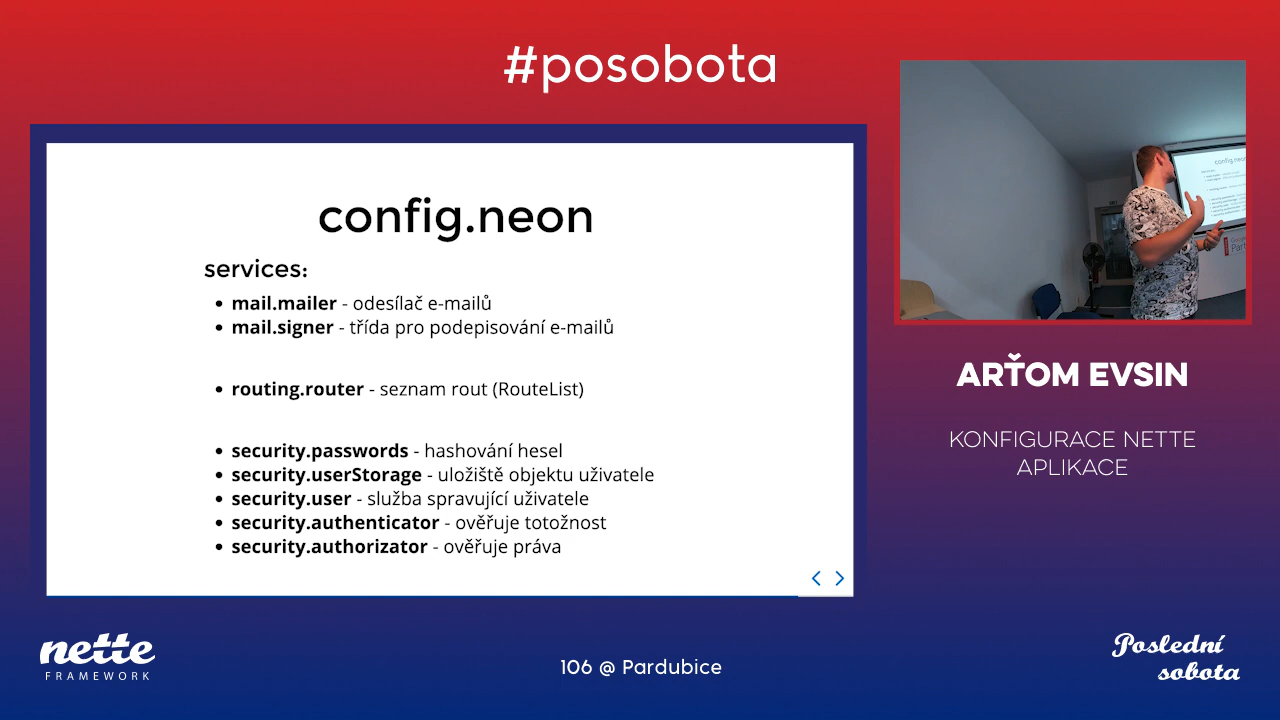 #posobota
config.neon
services:
• mail.mailer - odesílač e-mailů
• mail.signer - třída pro podepisování e-mailů
• routing.router - seznam rout (RouteList)
• security.passwords - hashování hesel
• security.userStorage - uložiště objektu uživatele
• security.user - služba spravující uživatele
• security.authenticator - ověřuje totožnost
• security.authorizator - ověřuje práva
config.neon
ARŤOM EVSIN
KONFIGURACE NETTE
APLIKACE
nette
FRAMEWORK
106 @ Pardubice
Poslední
sobota